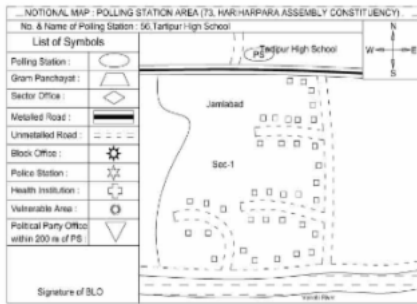 NOTIONAL MAP : POLLING STATION AREA (73, HARIHARPARA ASSEMBLY CONSTITUENCY)
No. & Name of Polling Station : 56,Tartipur High School
List of Symbols
Polling Station :
Gram Panchayat :
Sector Office :
Metalled Road :
Unmetalled Road :
Block Office :
Police Station :
Health Institution :
Vulnerable Area :
Political Party Office
within 200 m of PS :
Signature of BLO
Tartipur High School
PS
N
W
E
S
Jamlabad
Sec-1
River